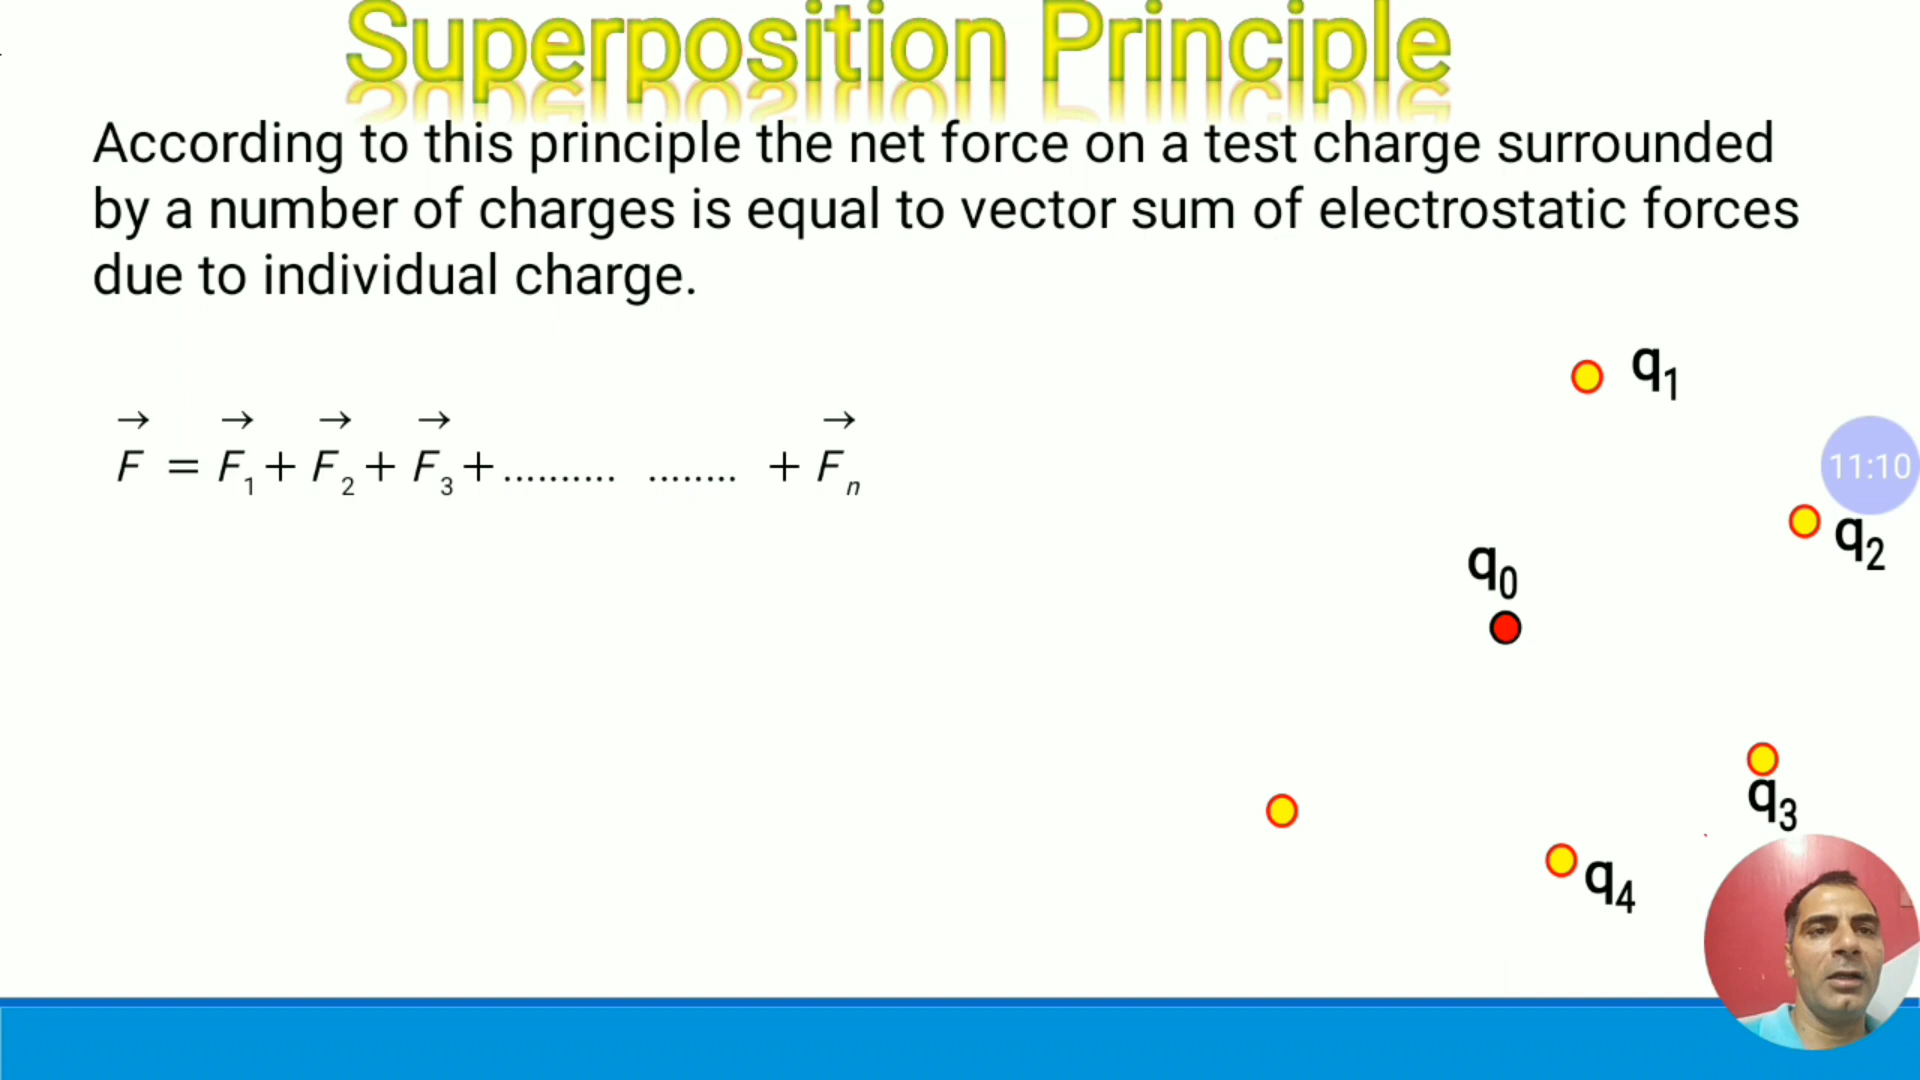 Superposition Principle
According to this principle the net force on a test charge surrounded
by a number of charges is equal to vector sum of electrostatic forces
due to individual charge.
q₁
→ → → → →
F = F₁ + F₂ + F₃ + .......... ........ + Fₙ
11:10
q₂
q₀
q₃
q₄